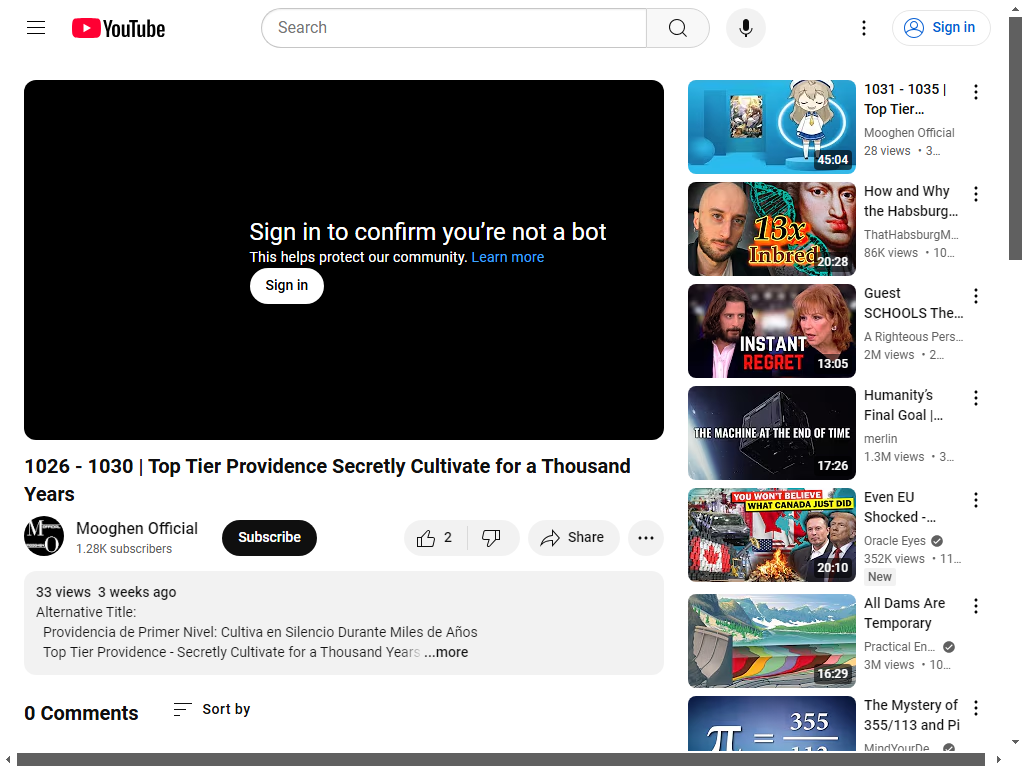 YouTube
Search
Sign in
Sign in to confirm you're not a bot
This helps protect our community. Learn more
Sign in
1026 - 1030 | Top Tier Providence Secretly Cultivate for a Thousand
Years
Mooghen Official
1.28K subscribers
Subscribe
2
Share
33 views 3 weeks ago
Alternative Title:
Providencia de Primer Nivel: Cultiva en Silencio Durante Miles de Años
Top Tier Providence - Secretly Cultivate for a Thousand Years ...more
0 Comments
Sort by
45:04
1031 - 1035 |
Top Tier...
Mooghen Official
28 views • 3...
13x
Inbred
20:28
How and Why
the Habsburg...
ThatHabsburgM...
86K views • 10...
INSTANT
REGRET
13:05
Guest
SCHOOLS The...
A Righteous Pers...
2M views • 2...
THE MACHINE AT THE END OF TIME
17:26
Humanity's
Final Goal |...
merlin
1.3M views • 3...
YOU WON'T BELIEVE
WHAT CANADA JUST DID
20:10
Even EU
Shocked -...
Oracle Eyes
352K views • 11...
New
16:29
All Dams Are
Temporary
Practical En...
3M views • 10...
π = 355
The Mystery of
355/113 and Pi
MindYourDe...